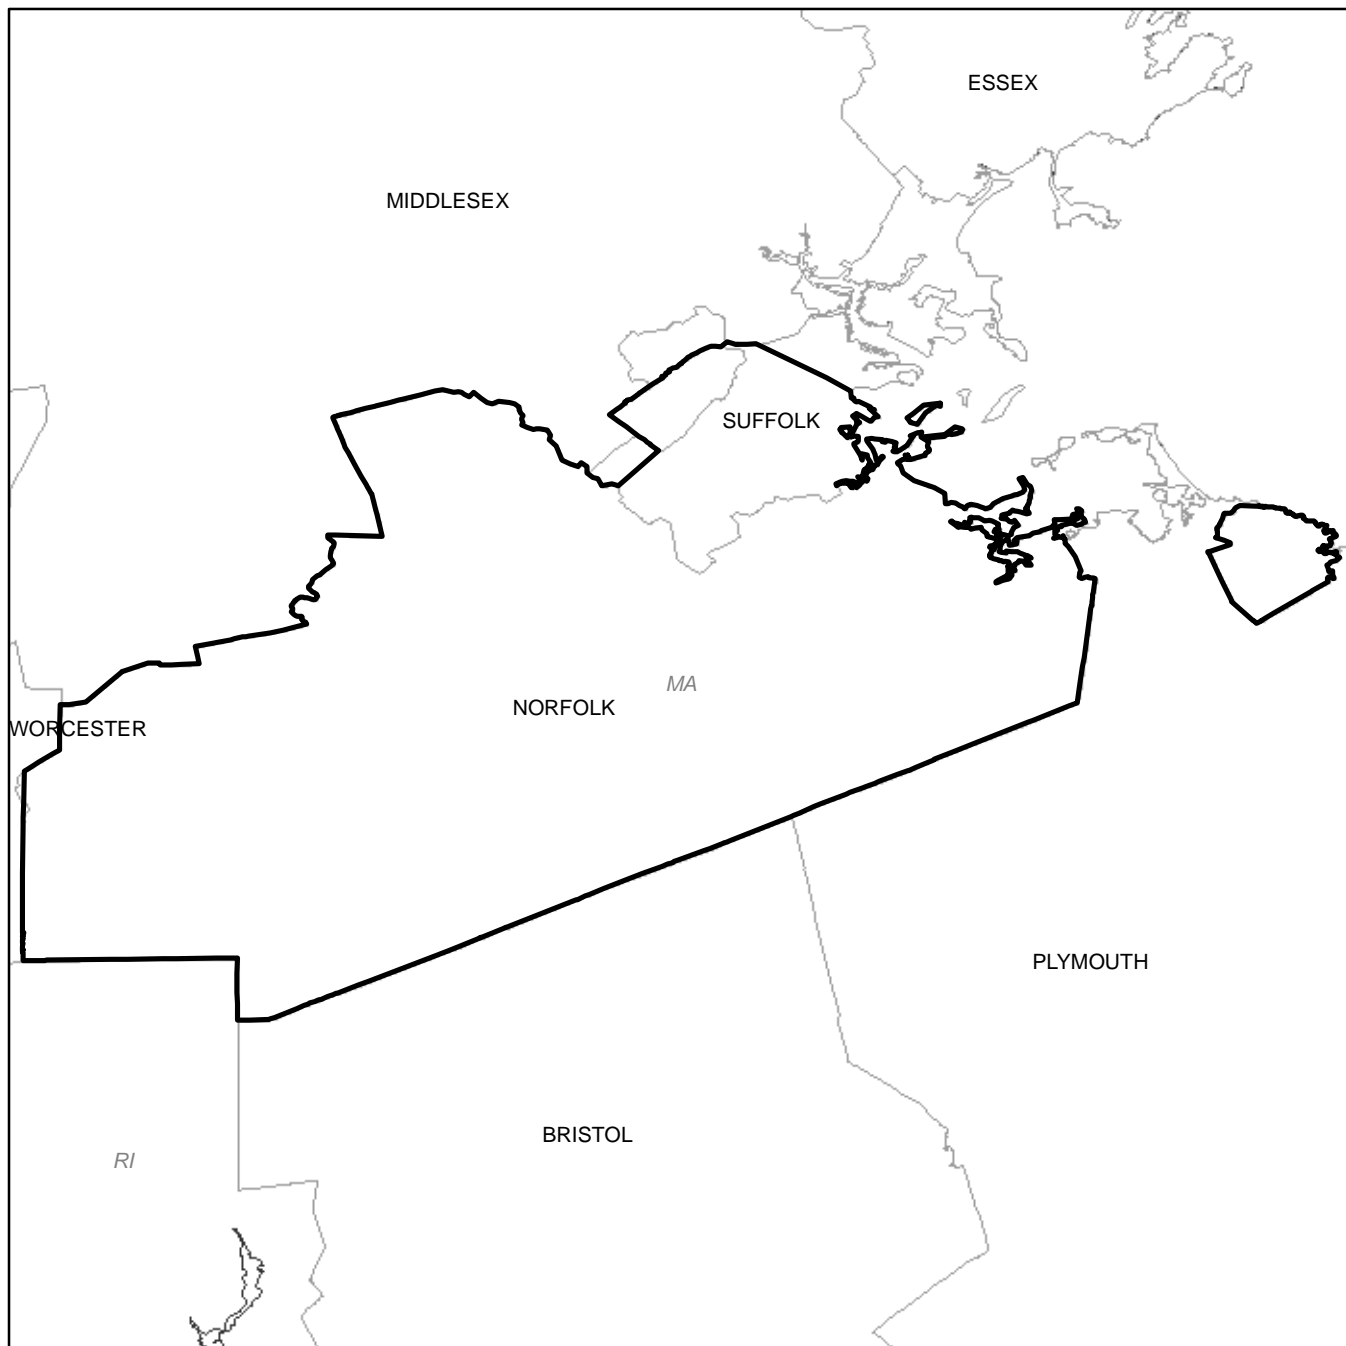 ESSEX
MIDDLESEX
SUFFOLK
MA
NORFOLK
WORCESTER
PLYMOUTH
BRISTOL
RI